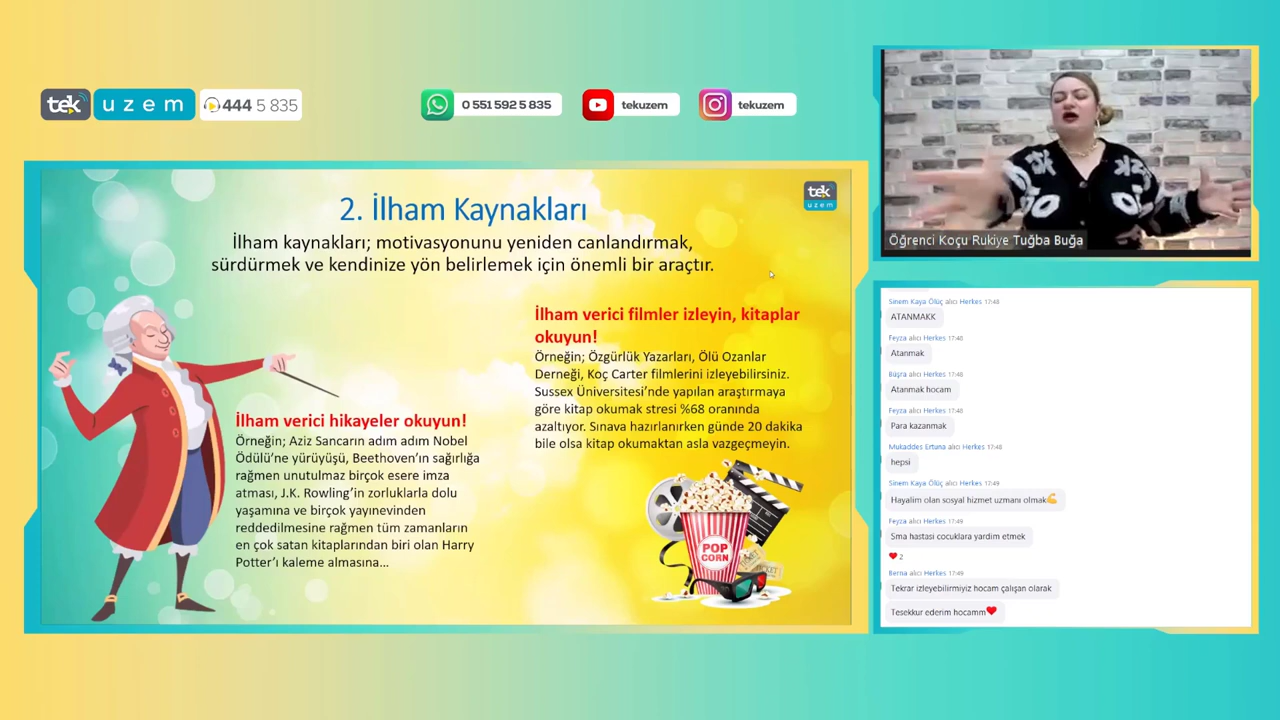 tek uzem 444 5 835
0 551 592 5 835
tekuzem
tekuzem
tek
uzem
2. İlham Kaynakları
İlham kaynakları; motivasyonunu yeniden canlandırmak,
sürdürmek ve kendinize yön belirlemek için önemli bir araçtır.
İlham verici hikayeler okuyun!
Örneğin; Aziz Sancarın adım adım Nobel
Ödülü’ne yürüyüşü, Beethoven’ın sağırlığa
rağmen unutulmaz birçok esere imza
atması, J.K. Rowling’in zorluklarla dolu
yaşamına ve birçok yayınevinden
reddedilmesine rağmen tüm zamanların
en çok satan kitaplarından biri olan Harry
Potter’ı kaleme almasına...
İlham verici filmler izleyin, kitaplar
okuyun!
Örneğin; Özgürlük Yazarları, Ölü Ozanlar
Derneği, Koç Carter filmlerini izleyebilirsiniz.
Sussex Üniversitesi’nde yapılan araştırmaya
göre kitap okumak stresi %68 oranında
azaltıyor. Sınava hazırlanırken günde 20 dakika
bile olsa kitap okumaktan asla vazgeçmeyin.
POP
CORN
TICKET
Öğrenci Koçu Rukiye Tuğba Buğa
Sinem Kaya Ölüç alıcı Herkes 17:48
ATANMAKK
Feyza alıcı Herkes 17:48
Atanmak
Büşra alıcı Herkes 17:48
Atanmak hocam
Feyza alıcı Herkes 17:48
Para kazanmak
Mukaddes Ertuna alıcı Herkes 17:48
hepsi
Sinem Kaya Ölüç alıcı Herkes 17:49
Hayalim olan sosyal hizmet uzmanı olmak💪
Feyza alıcı Herkes 17:49
Sma hastasi cocuklara yardim etmek
❤ 2
Berna alıcı Herkes 17:49
Tekrar izleyebilirmiyiz hocam çalışan olarak
Tesekkur ederim hocamm❤